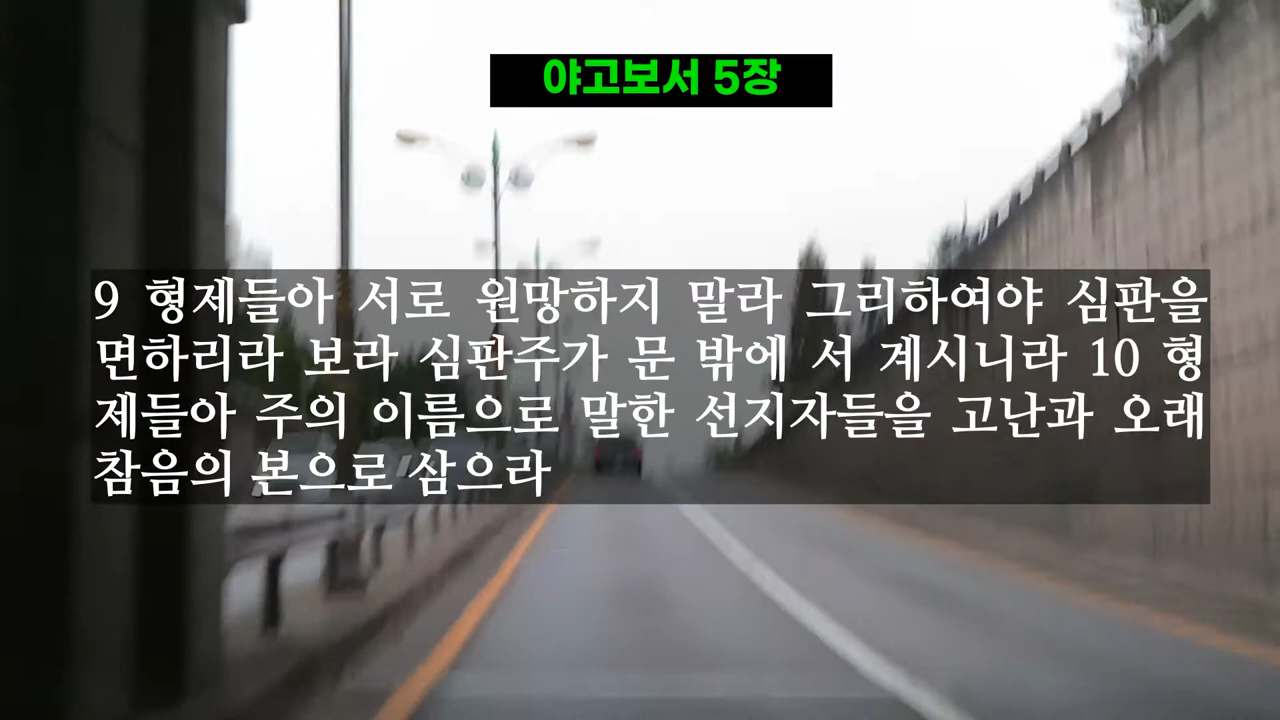 야고보서 5장
9 형제들아 서로 원망하지 말라 그리하여야 심판을
면하리라 보라 심판주가 문 밖에 서 계시니라 10 형
제들아 주의 이름으로 말한 선지자들을 고난과 오래
참음의 본으로 삼으라